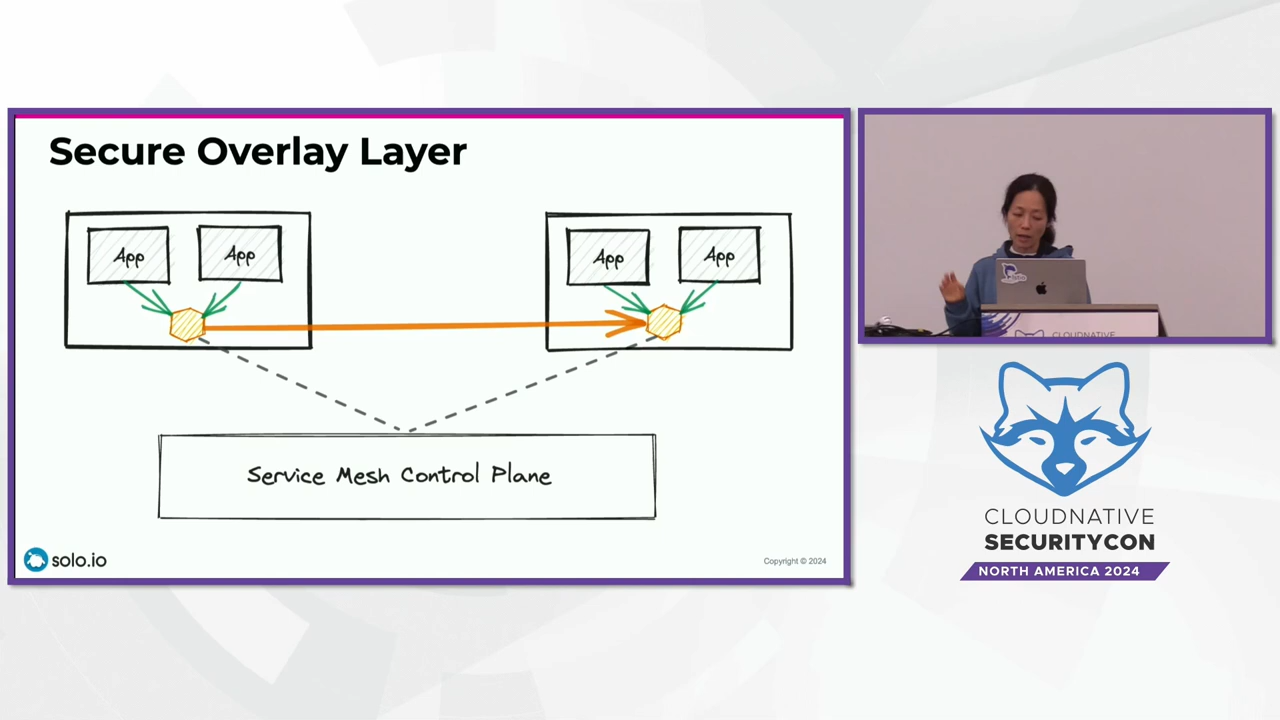 Secure Overlay Layer
App
App
App
App
Service Mesh Control Plane
solo.io
Copyright © 2024
CLOUDNATIVE
CLOUDNATIVE
SECURITYCON
NORTH AMERICA 2024